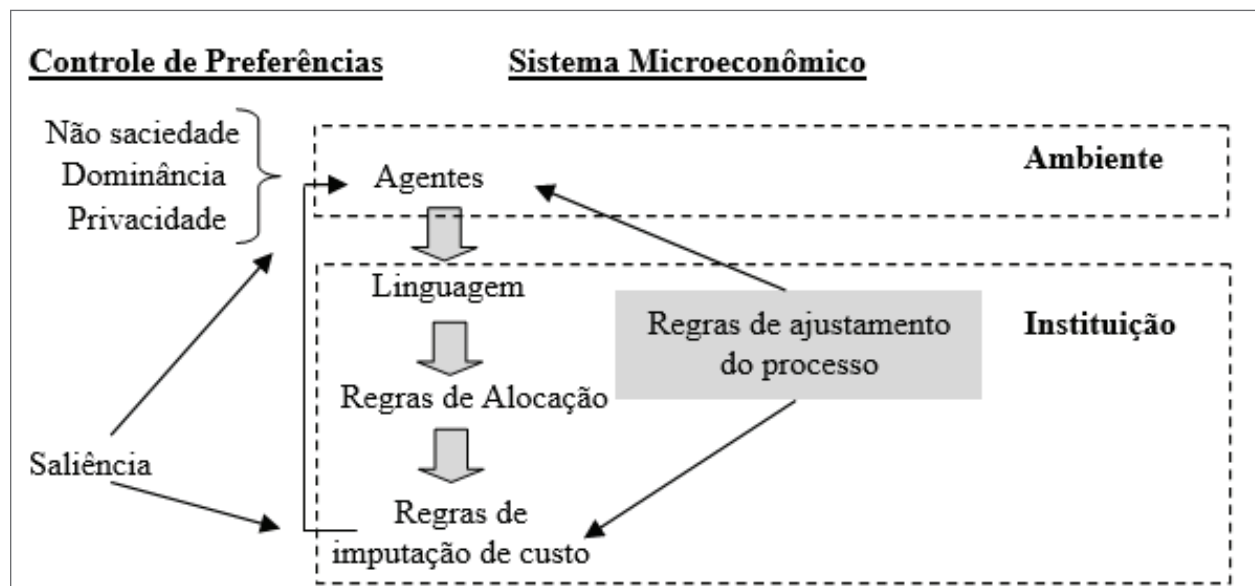 Controle de Preferências
Sistema Microeconômico
Não saciedade
Dominância
Privacidade
Ambiente
Agentes
Linguagem
Regras de ajustamento
do processo
Instituição
Regras de Alocação
Saliência
Regras de
imputação de custo